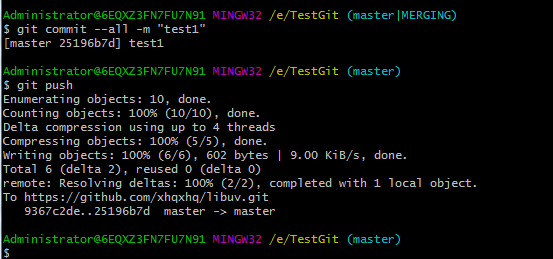 Administrator@6EQXZ3FN7FU7N91 MINGW32 /e/TestGit (master|MERGING)
$ git commit --all -m "test1"
[master 25196b7d] test1
Administrator@6EQXZ3FN7FU7N91 MINGW32 /e/TestGit (master)
$ git push
Enumerating objects: 10, done.
Counting objects: 100% (10/10), done.
Delta compression using up to 4 threads
Compressing objects: 100% (5/5), done.
Writing objects: 100% (6/6), 602 bytes | 9.00 KiB/s, done.
Total 6 (delta 2), reused 0 (delta 0)
remote: Resolving deltas: 100% (2/2), completed with 1 local object.
To https://github.com/xhqxhq/libuv.git
   9367c2de..25196b7d  master -> master
Administrator@6EQXZ3FN7FU7N91 MINGW32 /e/TestGit (master)
$